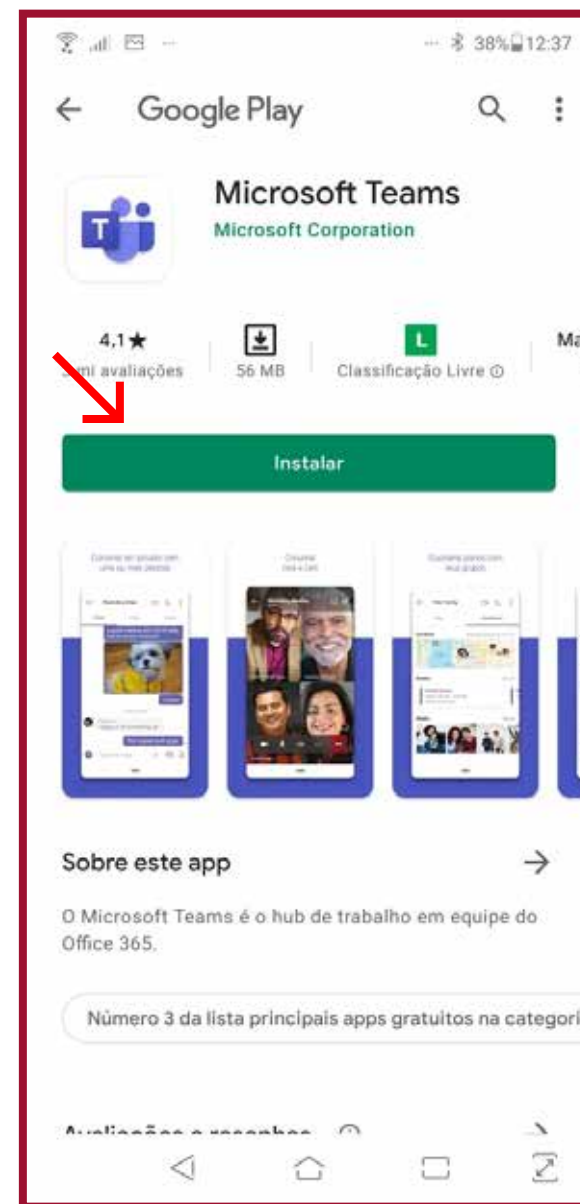 38% 12:37
Google Play
Microsoft Teams
Microsoft Corporation
T
4,1★
mi avaliações
56 MB
L
Classificação Livre
Ma
Instalar
Sobre este app
O Microsoft Teams é o hub de trabalho em equipe do
Office 365.
Número 3 da lista principais apps gratuitos na categori